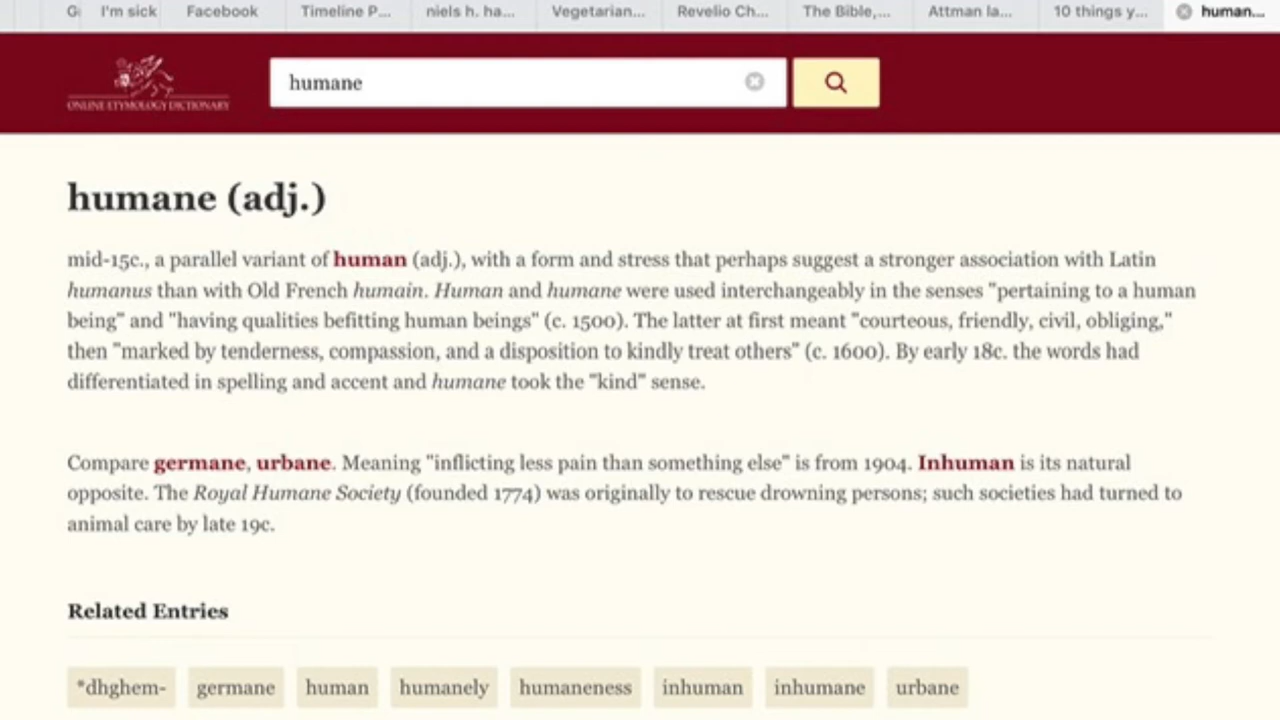 G I'm sick Facebook Timeline P... niels h. ha... Vegetarian... Revelio Ch... The Bible,... Attman la... 10 things y... human...
ONLINE ETYMOLOGY DICTIONARY
humane
humane (adj.)
mid-15c., a parallel variant of human (adj.), with a form and stress that perhaps suggest a stronger association with Latin
humanus than with Old French humain. Human and humane were used interchangeably in the senses "pertaining to a human
being" and "having qualities befitting human beings" (c. 1500). The latter at first meant "courteous, friendly, civil, obliging,"
then "marked by tenderness, compassion, and a disposition to kindly treat others" (c. 1600). By early 18c. the words had
differentiated in spelling and accent and humane took the "kind" sense.
Compare germane, urbane. Meaning "inflicting less pain than something else" is from 1904. Inhuman is its natural
opposite. The Royal Humane Society (founded 1774) was originally to rescue drowning persons; such societies had turned to
animal care by late 19c.
Related Entries
*dhghem- germane human humanely humaneness inhuman inhumane urbane